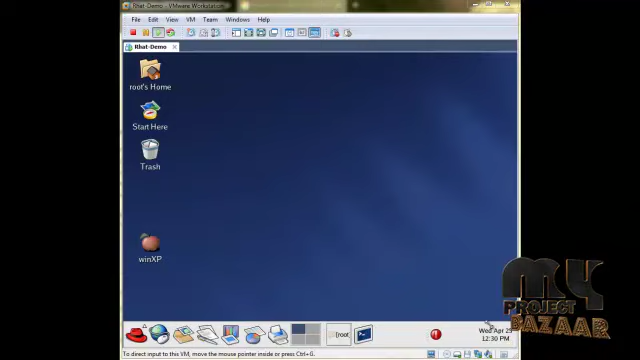 Rhat-Demo - VMware Workstation
File Edit View VM Team Windows Help
Rhat-Demo
root's Home
Start Here
Trash
winXP
[root
Wed Apr 25
12:30 PM
To direct input to this VM, move the mouse pointer inside or press Ctrl+G.
MY
PROJECT
BAZAAR